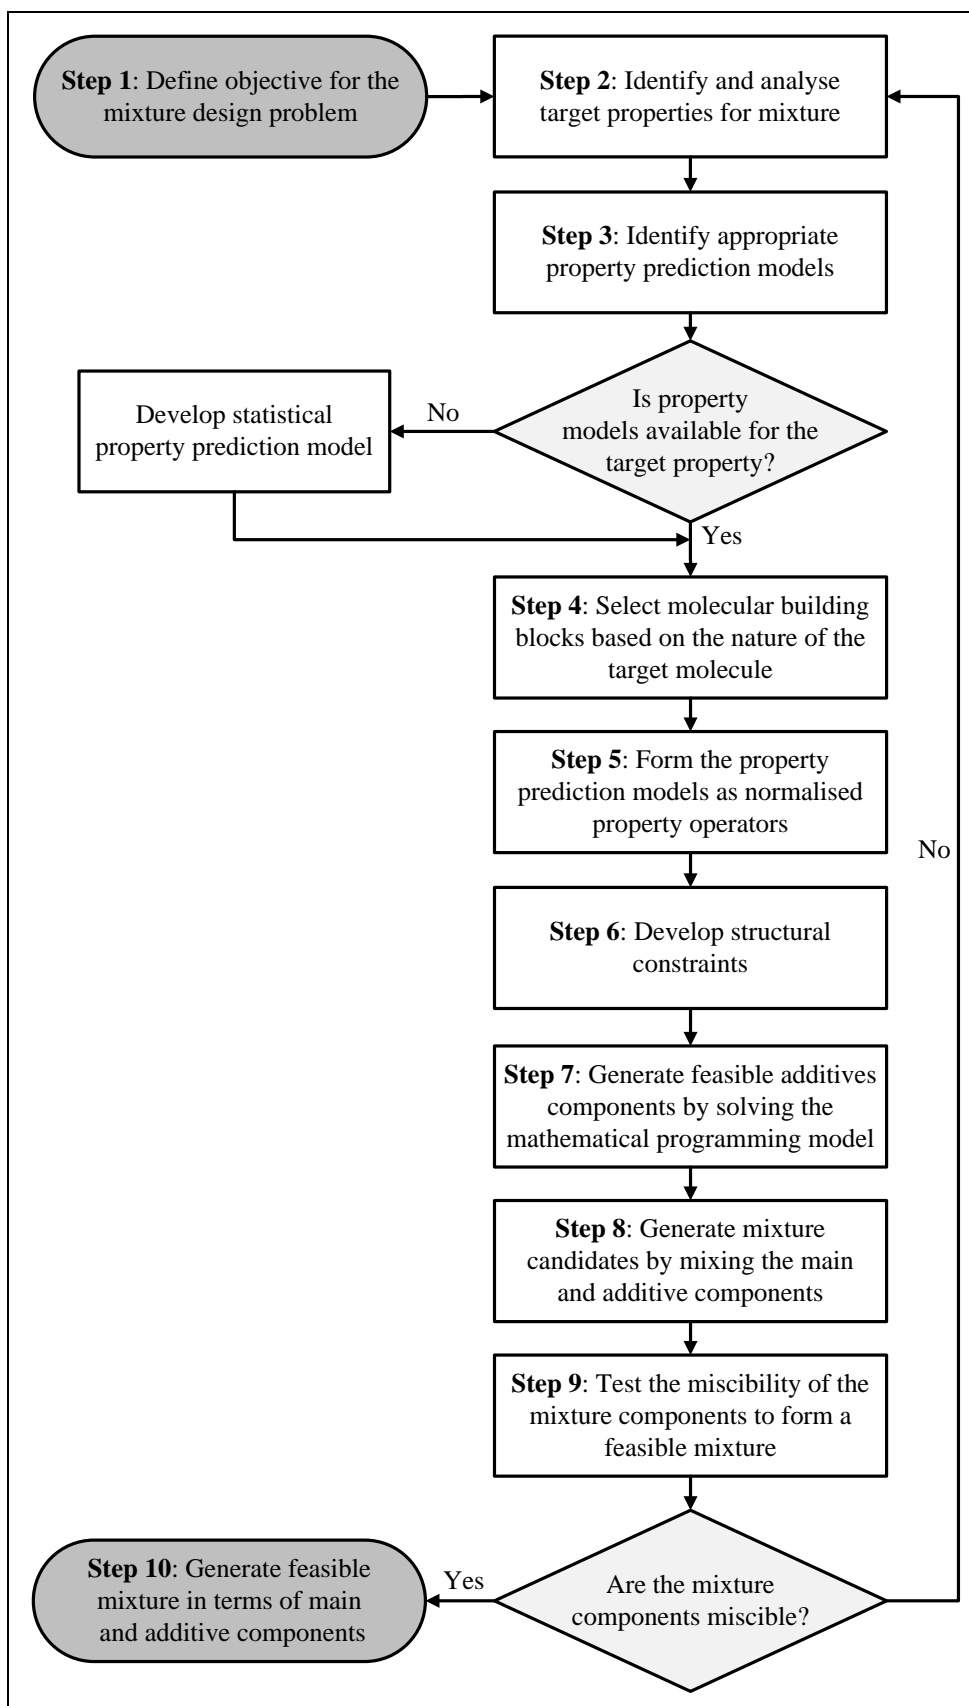 Step 1: Define objective for the
mixture design problem
Step 2: Identify and analyse
target properties for mixture
Step 3: Identify appropriate
property prediction models
Is property
models available for the
target property?
No
Develop statistical
property prediction model
Yes
Step 4: Select molecular building
blocks based on the nature of the
target molecule
Step 5: Form the property
prediction models as normalised
property operators
No
Step 6: Develop structural
constraints
Step 7: Generate feasible additives
components by solving the
mathematical programming model
Step 8: Generate mixture
candidates by mixing the main
and additive components
Step 9: Test the miscibility of the
mixture components to form a
feasible mixture
Are the mixture
components miscible?
Yes
Step 10: Generate feasible
mixture in terms of main
and additive components